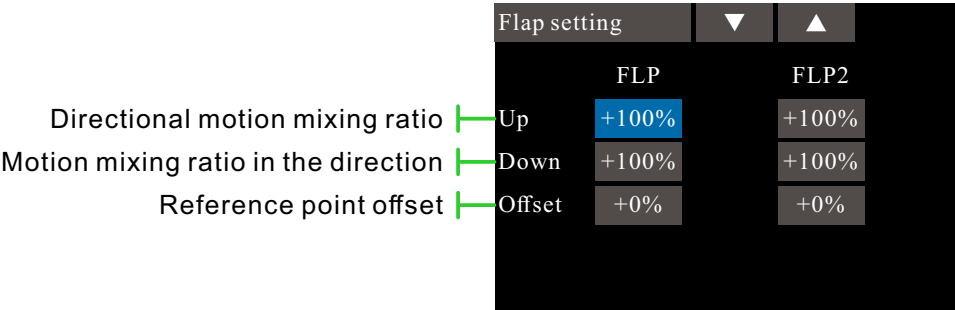 Flap setting ▼ ▲
FLP FLP2
Directional motion mixing ratio Up +100% +100%
Motion mixing ratio in the direction Down +100% +100%
Reference point offset Offset +0% +0%